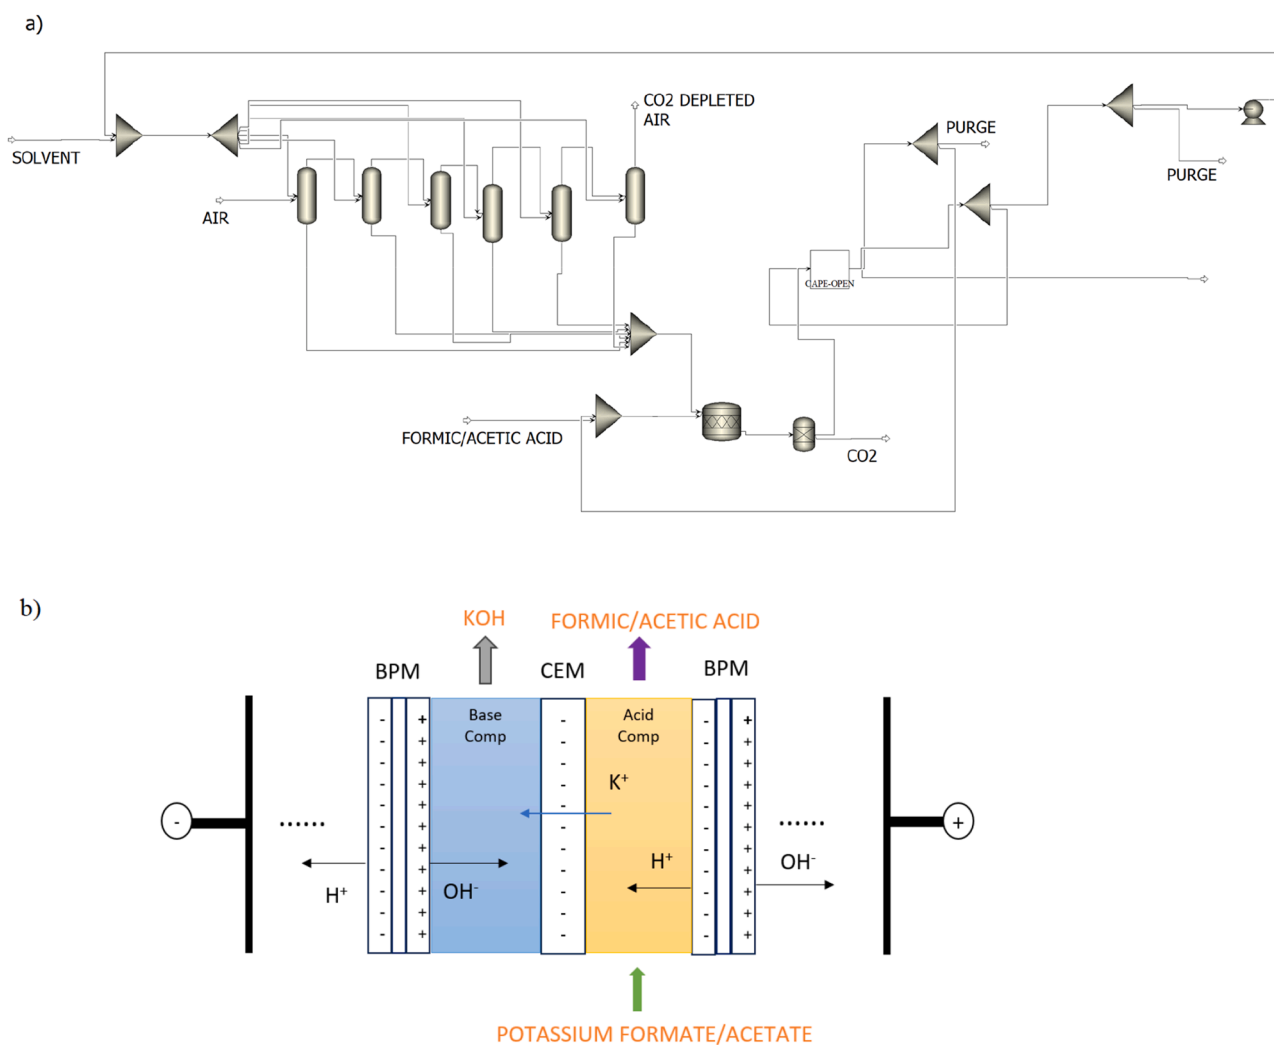 a)
CO2 DEPLETED
AIR
SOLVENT
AIR
PURGE
PURGE
CAPE-OPEN
FORMIC/ACETIC ACID
CO2
b)
KOH
FORMIC/ACETIC ACID
BPM
CEM
BPM
Base
Comp
Acid
Comp
K⁺
- ...... ...... +
H⁺
OH⁻
H⁺
OH⁻
POTASSIUM FORMATE/ACETATE